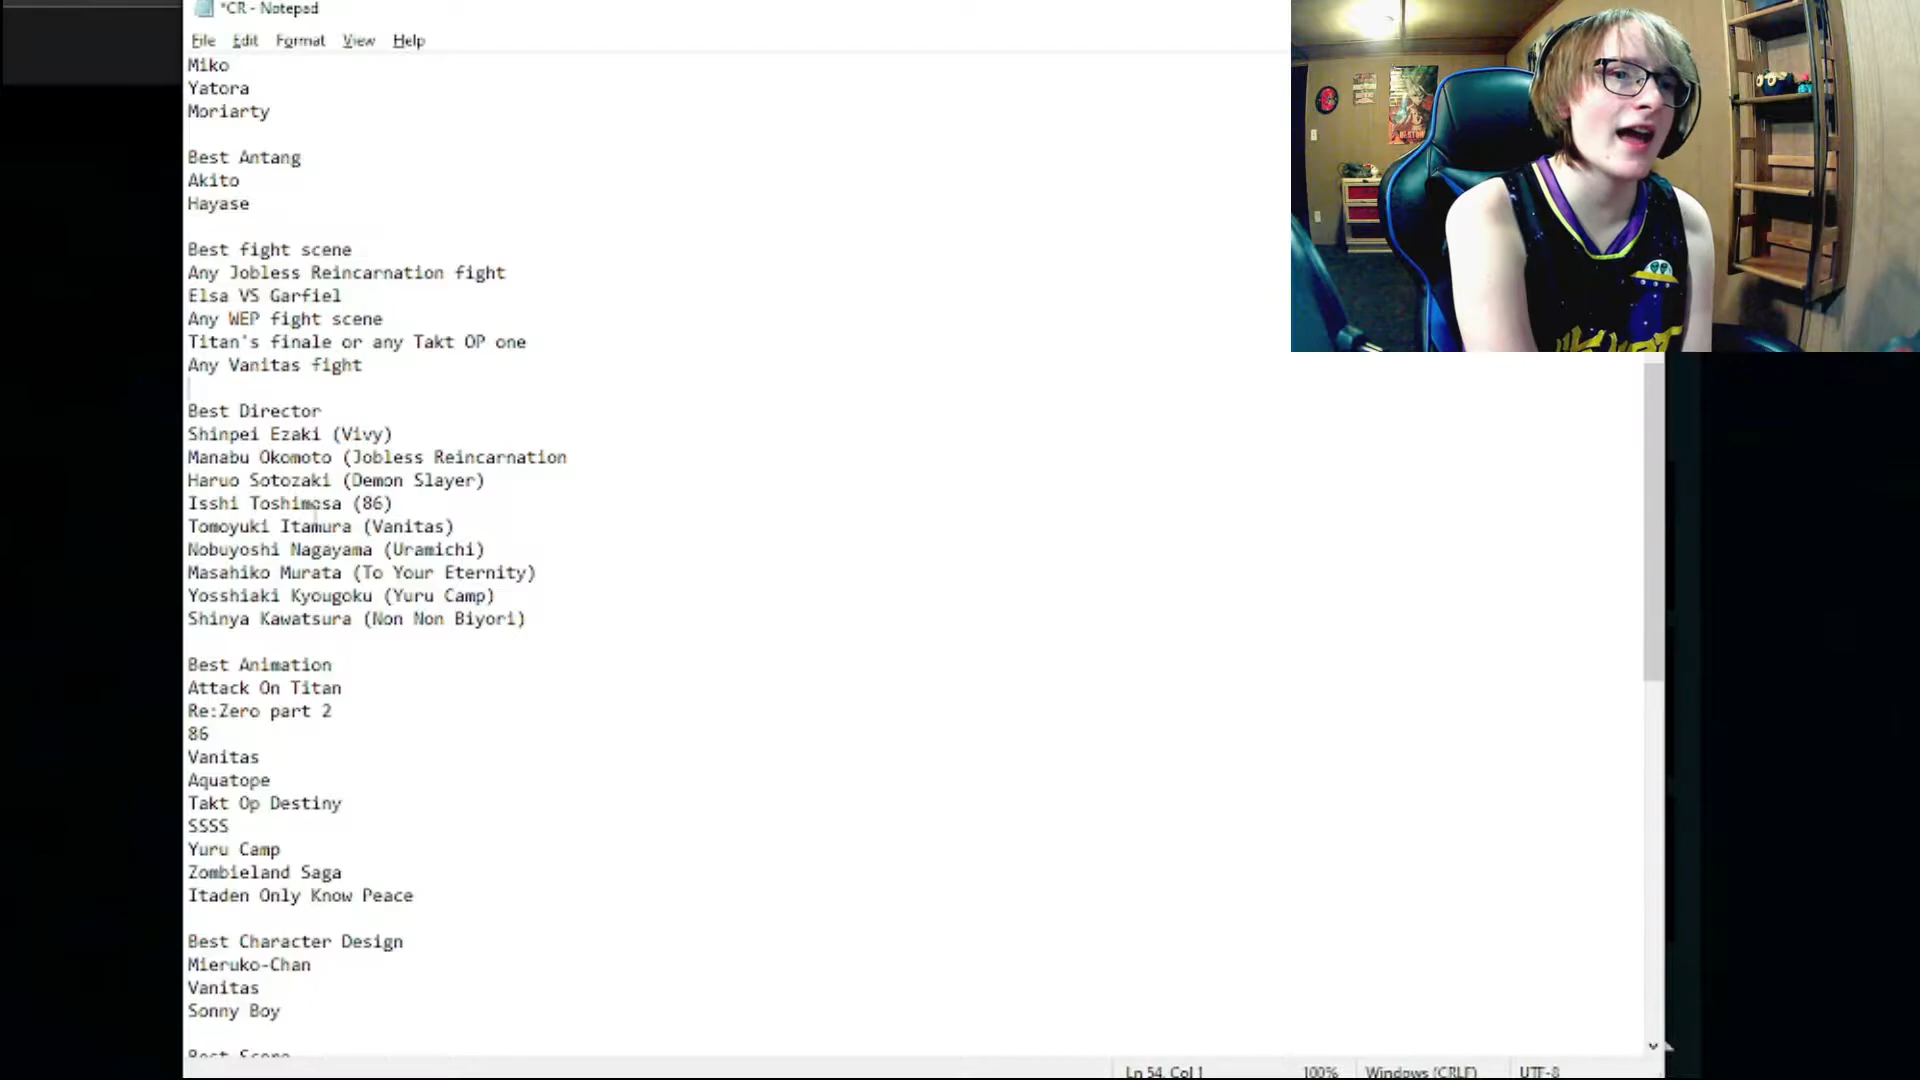 *CR - Notepad
File Edit Format View Help
Miko
Yatora
Moriarty
Best Antang
Akito
Hayase
Best fight scene
Any Jobless Reincarnation fight
Elsa VS Garfiel
Any WEP fight scene
Titan's finale or any Takt OP one
Any Vanitas fight
Best Director
Shinpei Ezaki (Vivy)
Manabu Okomoto (Jobless Reincarnation
Haruo Sotozaki (Demon Slayer)
Isshi Toshimosa (86)
Tomoyuki Itamura (Vanitas)
Nobuyoshi Nagayama (Uramichi)
Masahiko Murata (To Your Eternity)
Yosshiaki Kyougoku (Yuru Camp)
Shinya Kawatsura (Non Non Biyori)
Best Animation
Attack On Titan
Re:Zero part 2
86
Vanitas
Aquatope
Takt Op Destiny
SSSS
Yuru Camp
Zombieland Saga
Itaden Only Know Peace
Best Character Design
Mieruko-Chan
Vanitas
Sonny Boy
Best Score
Ln 54, Col 1 100% Windows (CRLF) UTF-8